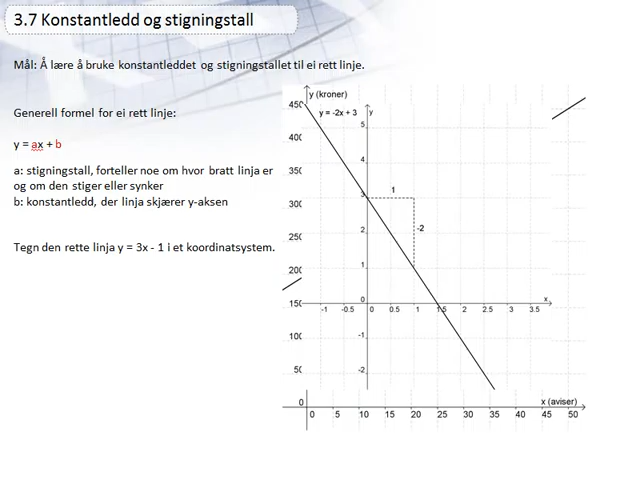 3.7 Konstantledd og stigningstall
Mål: Å lære å bruke konstantleddet og stigningstallet til ei rett linje.
Generell formel for ei rett linje:
y = ax + b
a: stigningstall, forteller noe om hvor bratt linja er
og om den stiger eller synker
b: konstantledd, der linja skjærer y-aksen
Tegn den rette linja y = 3x - 1 i et koordinatsystem.
y (kroner)
y = -2x + 3
y
5
4
3
2
1
0
-1
-2
1
-2
-1 -0.5 0 0.5 1 1.5 2 2.5 3 3.5
x
450
400
350
300
250
200
150
100
50
0
x (aviser)
0 5 10 15 20 25 30 35 40 45 50